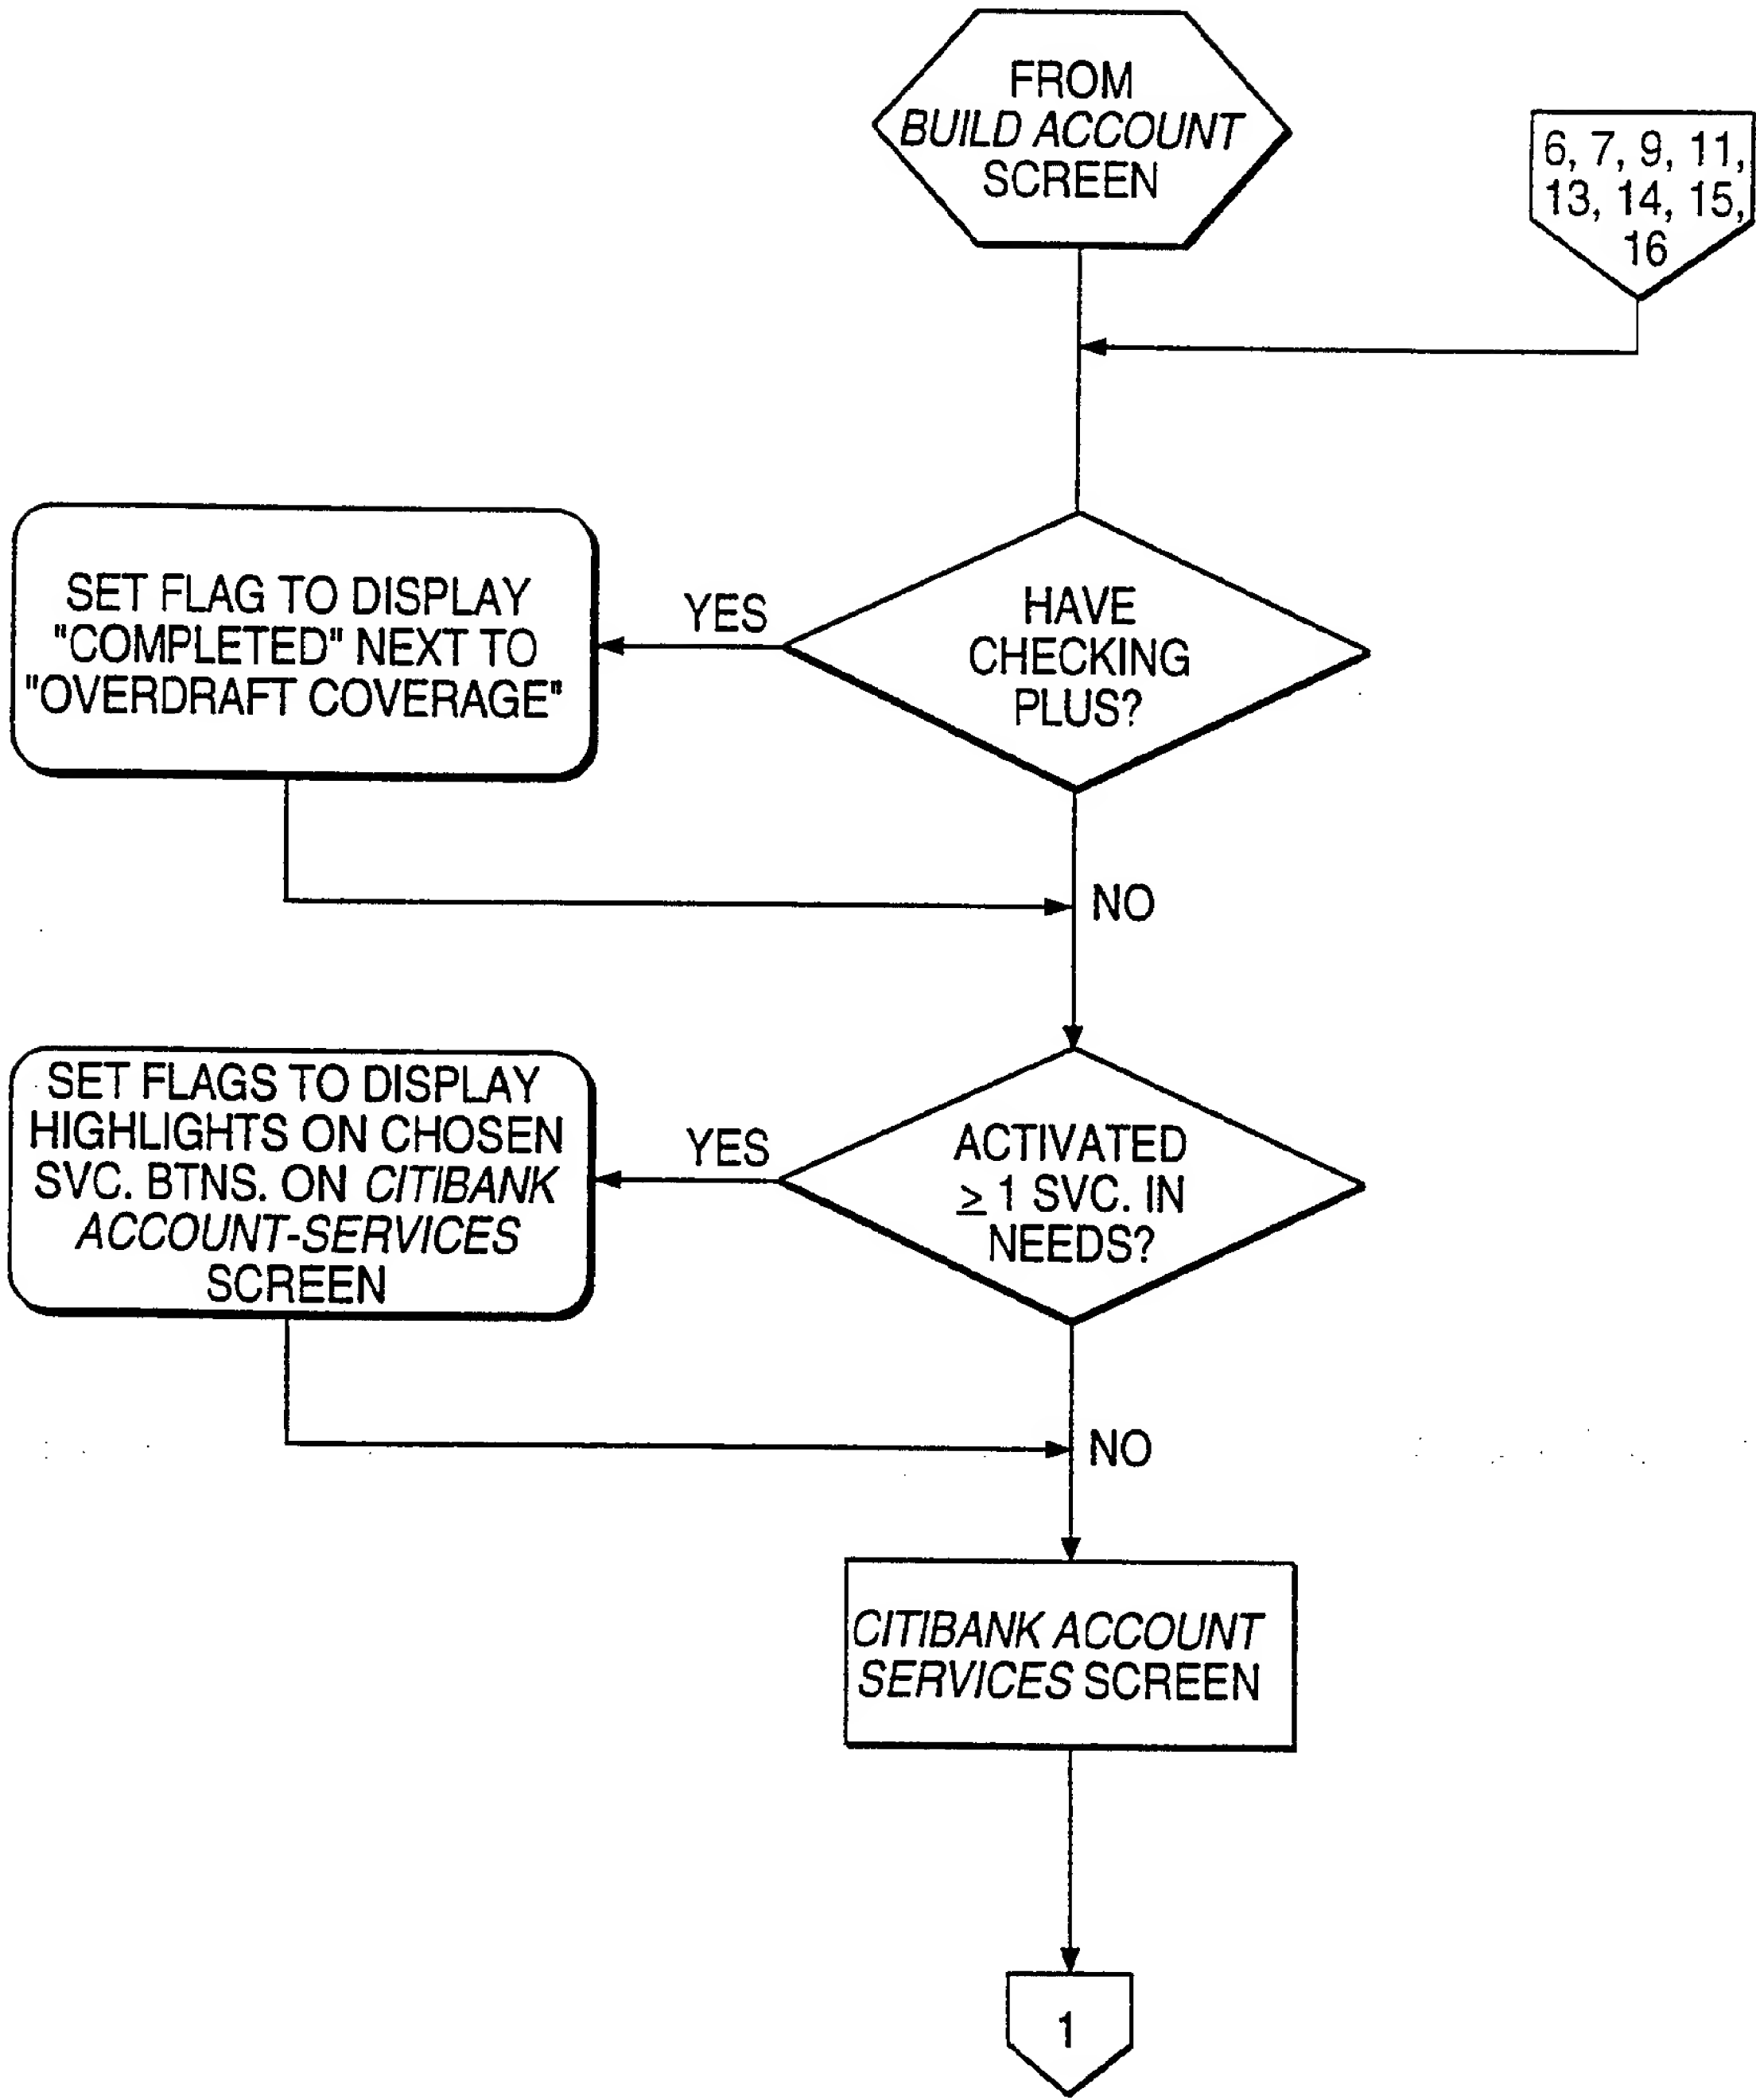 FROM
BUILD ACCOUNT
SCREEN
6, 7, 9, 11,
13, 14, 15,
16
HAVE
CHECKING
PLUS?
YES
SET FLAG TO DISPLAY
"COMPLETED" NEXT TO
"OVERDRAFT COVERAGE"
NO
ACTIVATED
≥ 1 SVC. IN
NEEDS?
YES
SET FLAGS TO DISPLAY
HIGHLIGHTS ON CHOSEN
SVC. BTNS. ON CITIBANK
ACCOUNT-SERVICES
SCREEN
NO
CITIBANK ACCOUNT
SERVICES SCREEN
1